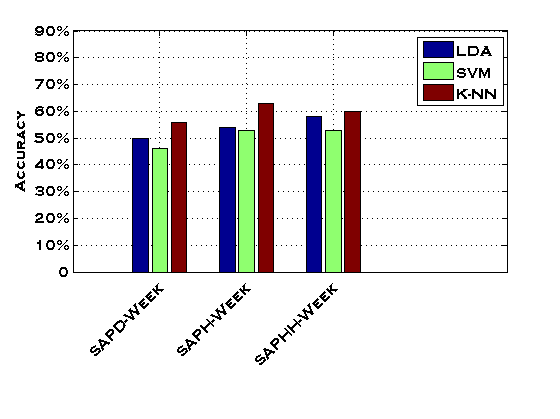 90%
80%
70%
60%
50%
40%
30%
20%
10%
0
Accuracy
LDA
SVM
K-NN
SAPD-Week
SAPH-Week
SAPHH-Week